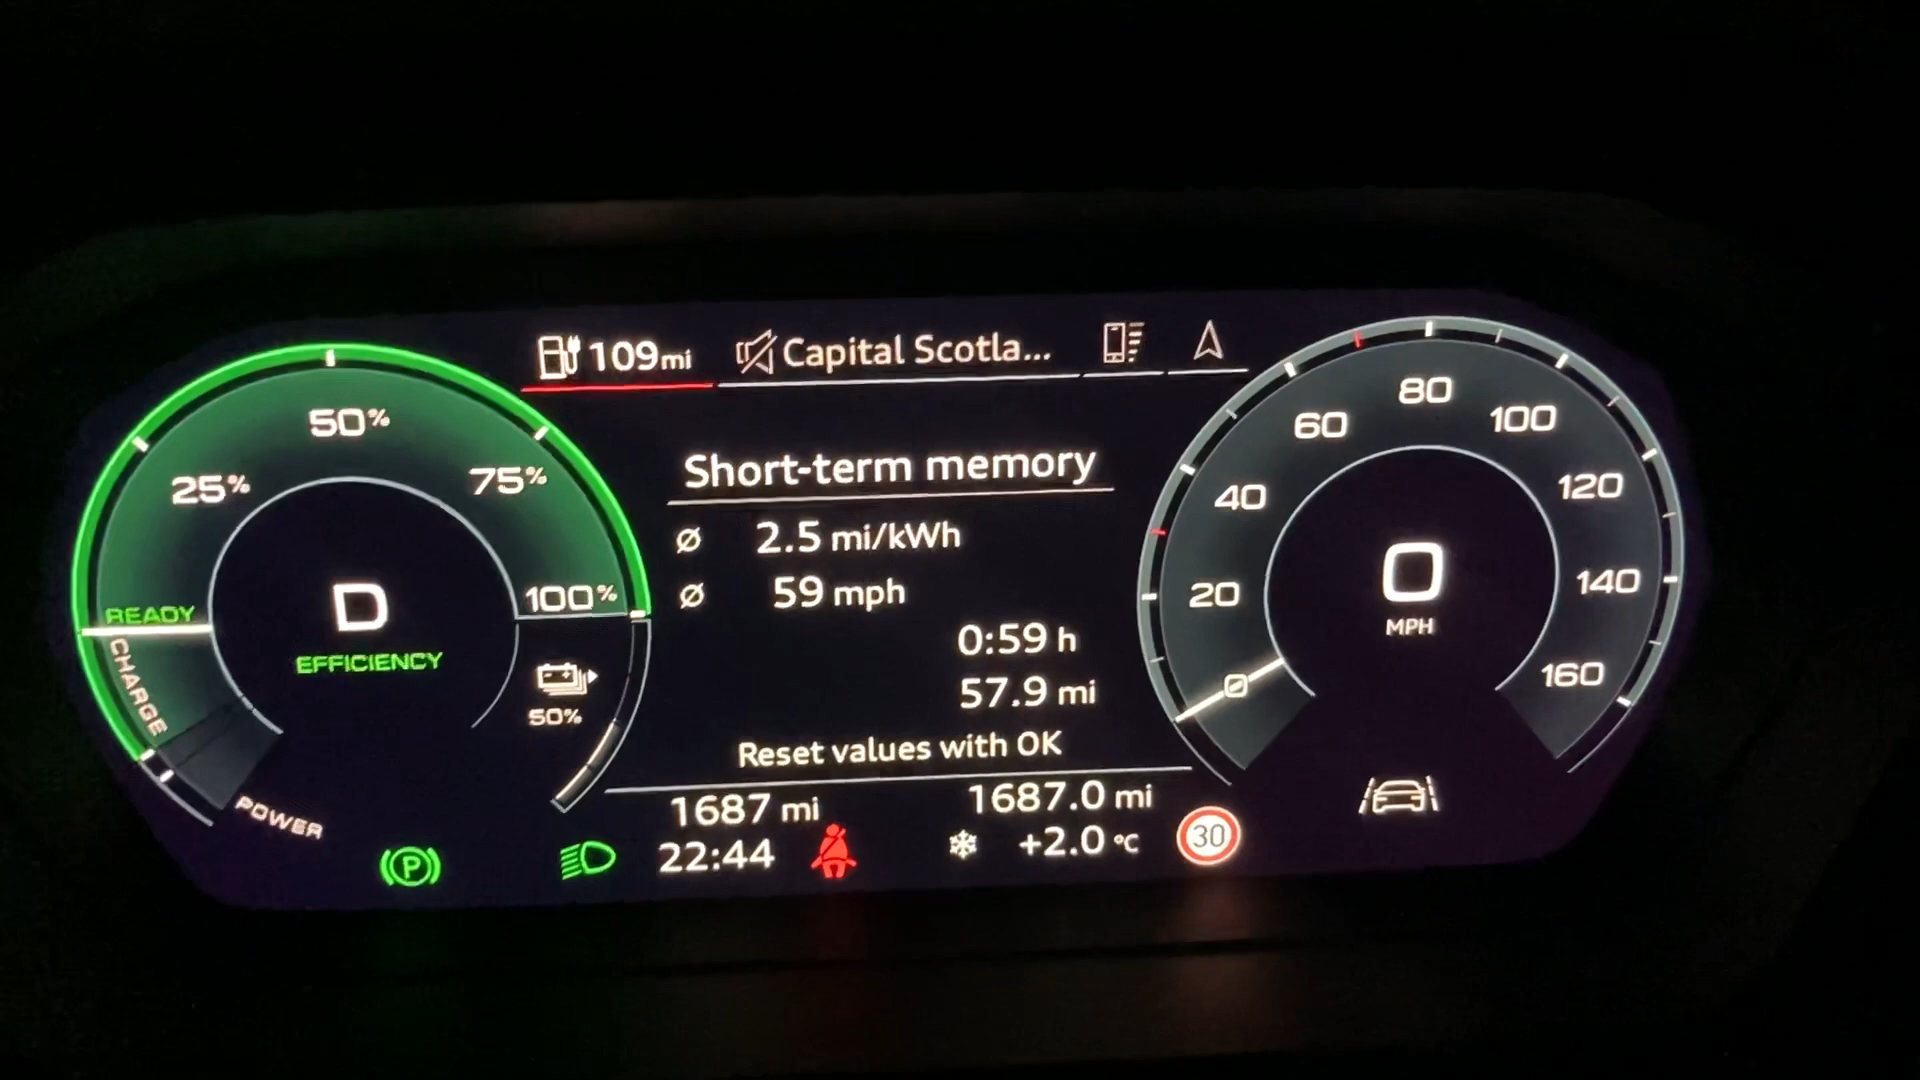 109 mi Capital Scotla...
50%
25%
75%
100%
READY
CHARGE
POWER
D
EFFICIENCY
50%
Short-term memory
Ø 2.5 mi/kWh
Ø 59 mph
0:59 h
57.9 mi
Reset values with OK
1687 mi 1687.0 mi
22:44 +2.0 °C 30
P
0
20
40
60
80
100
120
140
160
0
MPH